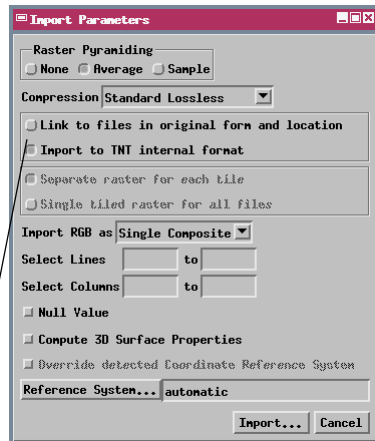 Import Parameters
Raster Pyramiding
None Average Sample
Compression Standard Lossless
Link to files in original form and location
Import to TNT internal format
Separate raster for each tile
Single tiled raster for all files
Import RGB as Single Composite
Select Lines to
Select Columns to
Null Value
Compute 3D Surface Properties
Override detected Coordinate Reference System
Reference System... automatic
Import... Cancel